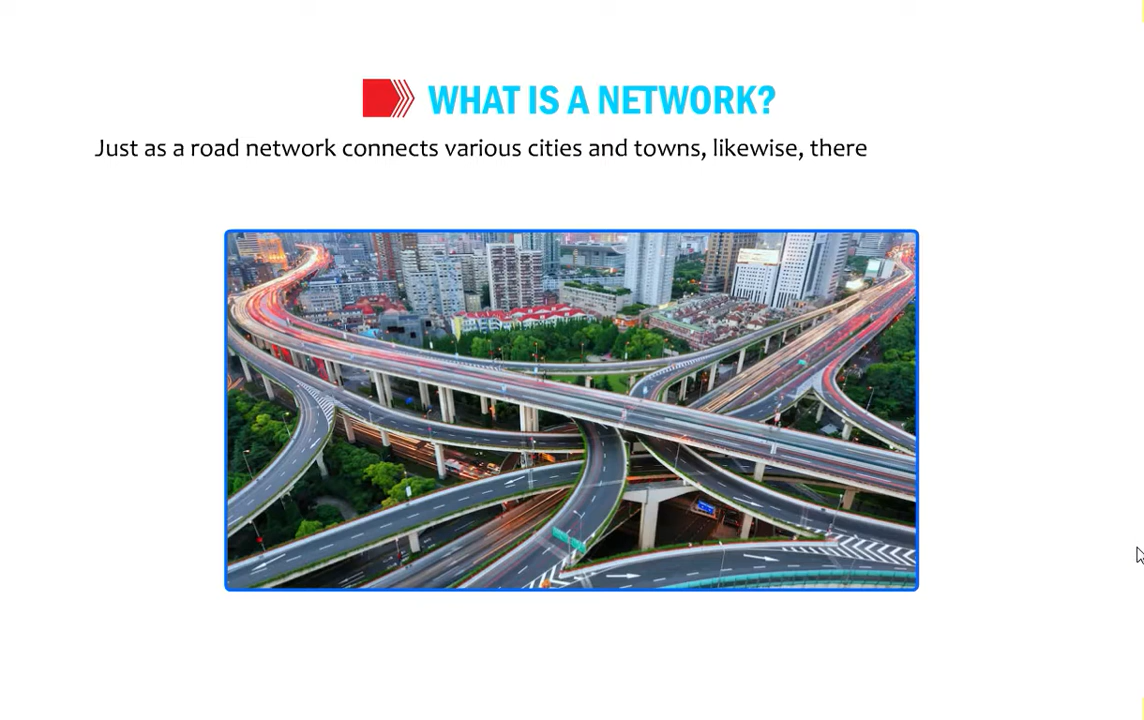 WHAT IS A NETWORK?
Just as a road network connects various cities and towns, likewise, there